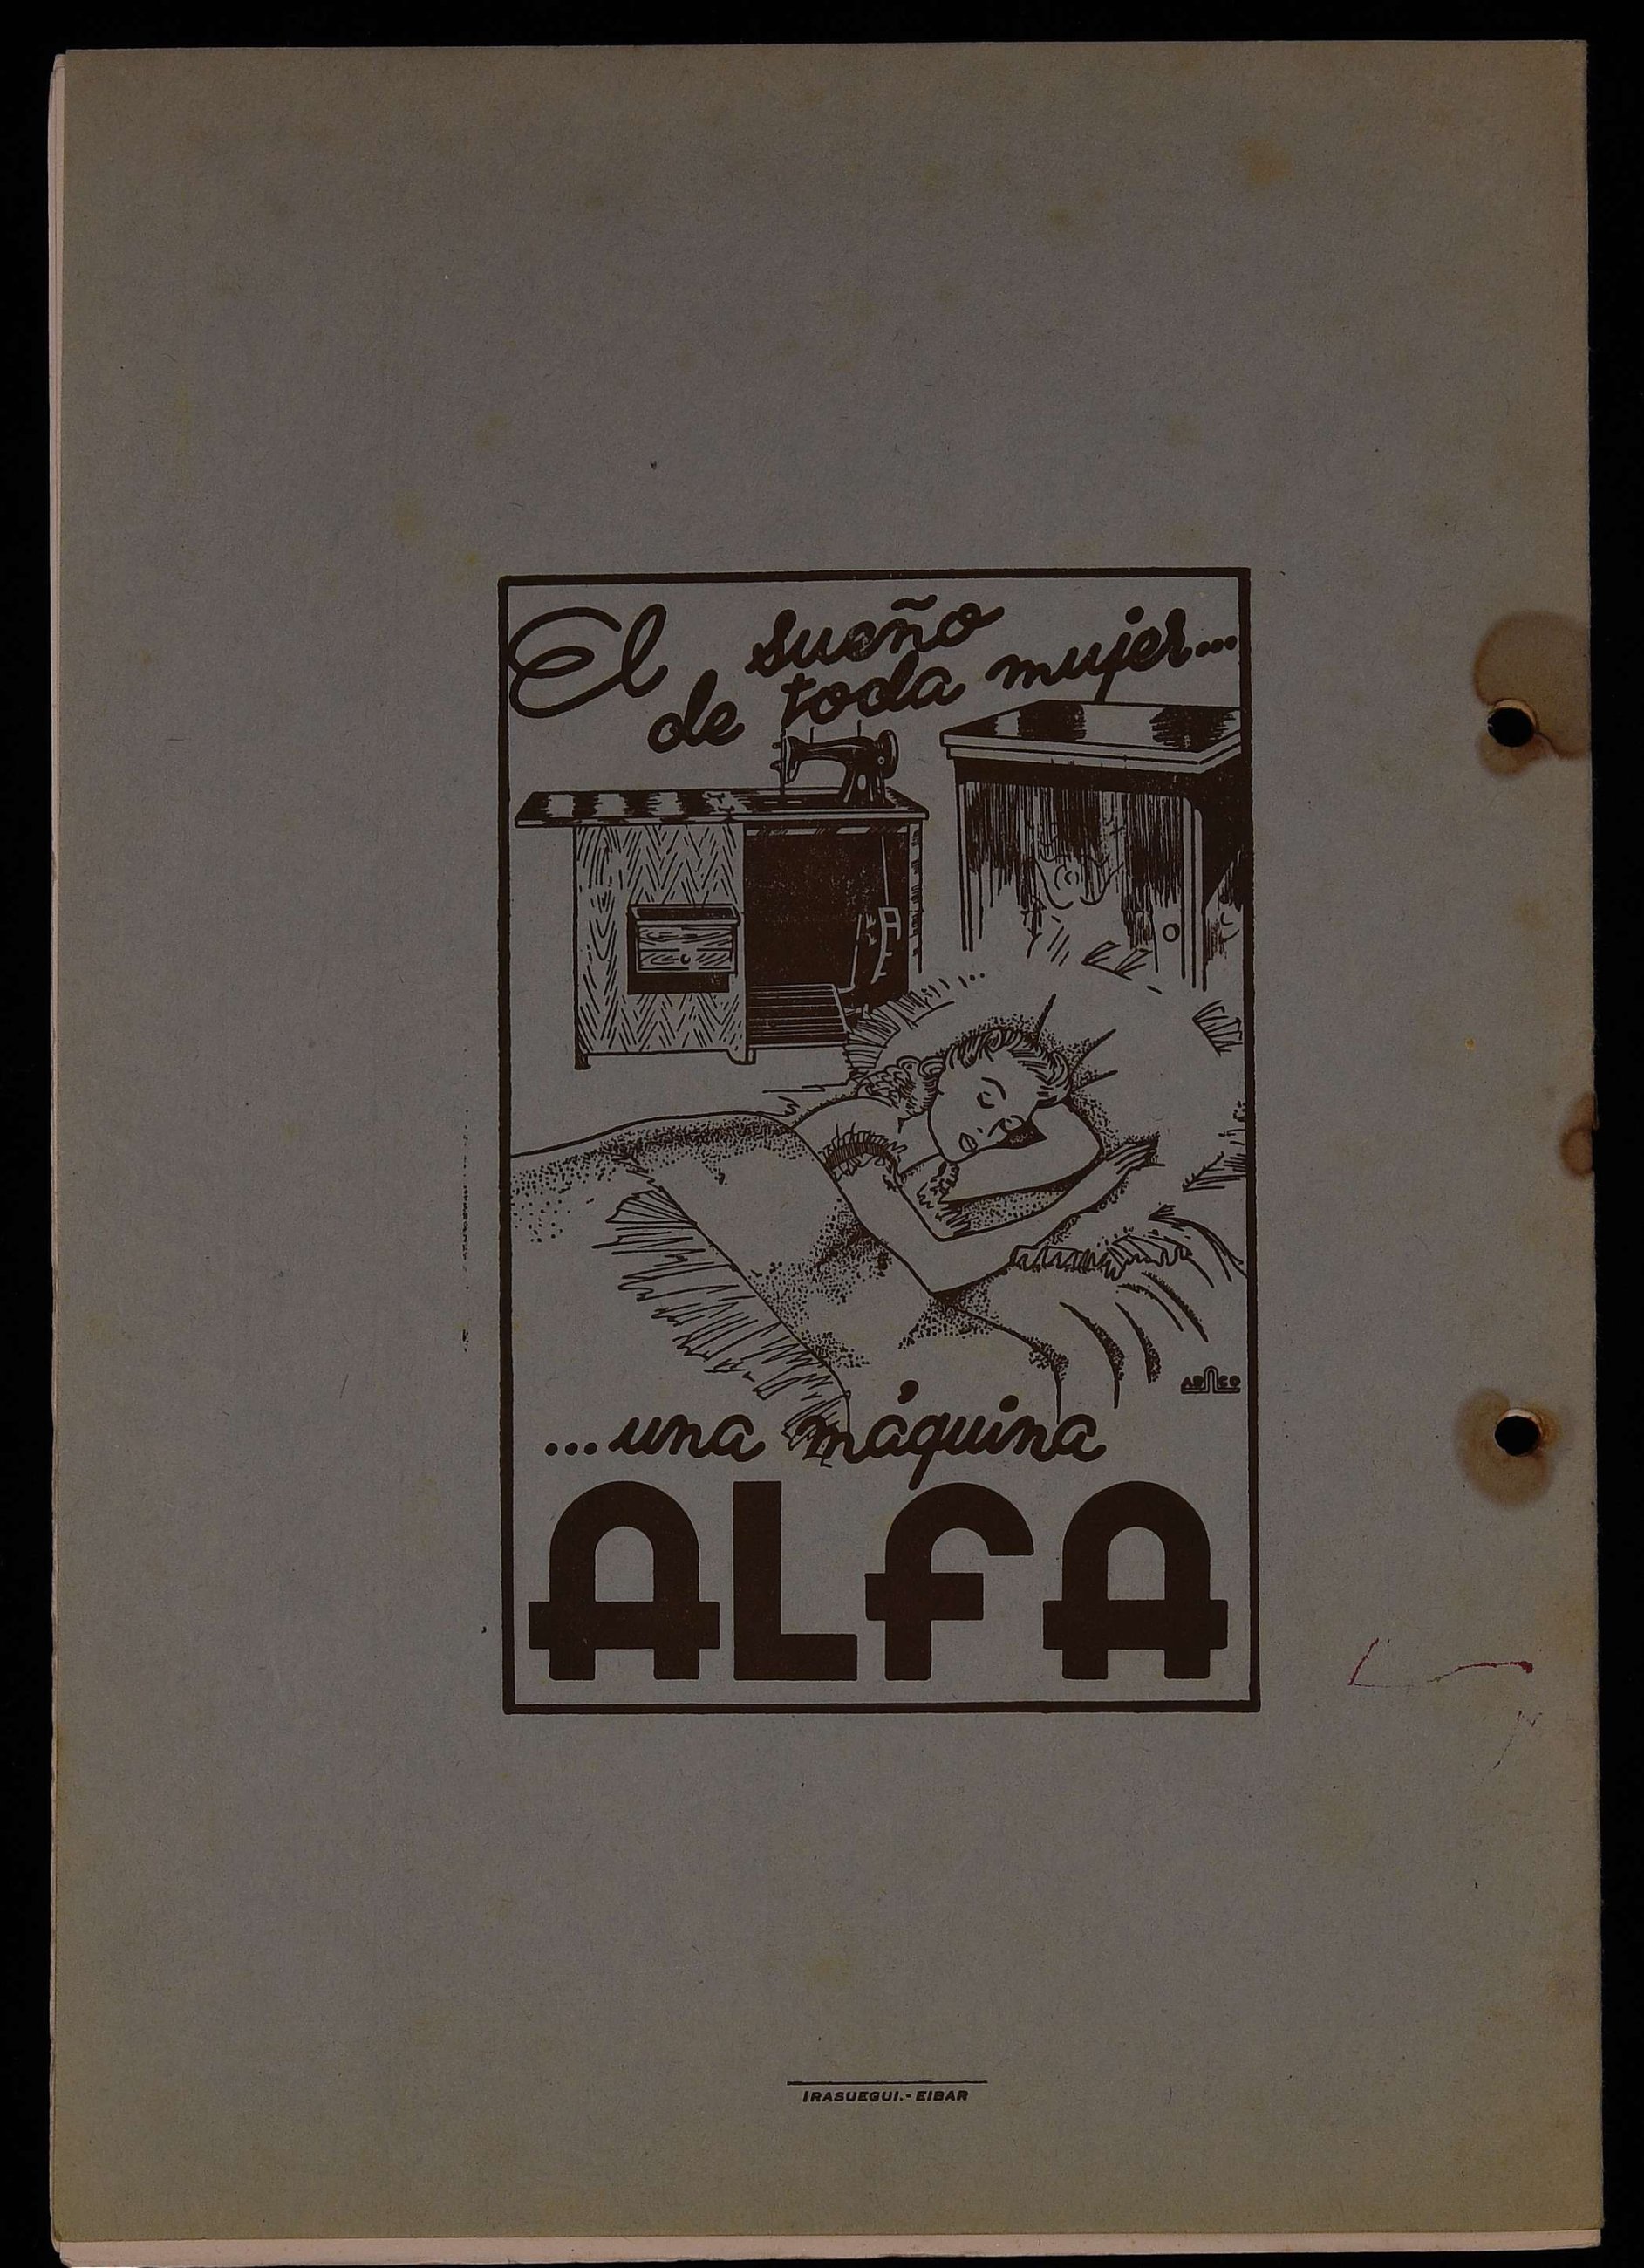 El sueño
de toda mujer...
...una máquina
ALFA
IRASUEGUI.-EIBAR